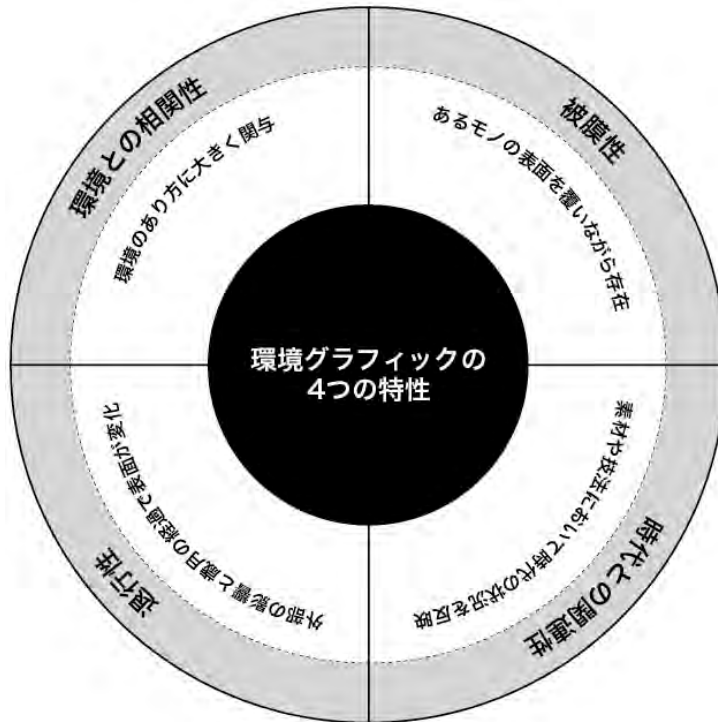 環境との相関性
環境のあり方に大きく関与
被膜性
あるモノの表面を覆いながら存在
環境グラフィックの
4つの特性
時代との関連性
素材や技法において時代の状況を反映
退行性
外部の影響と歳月の経過で表面が変化